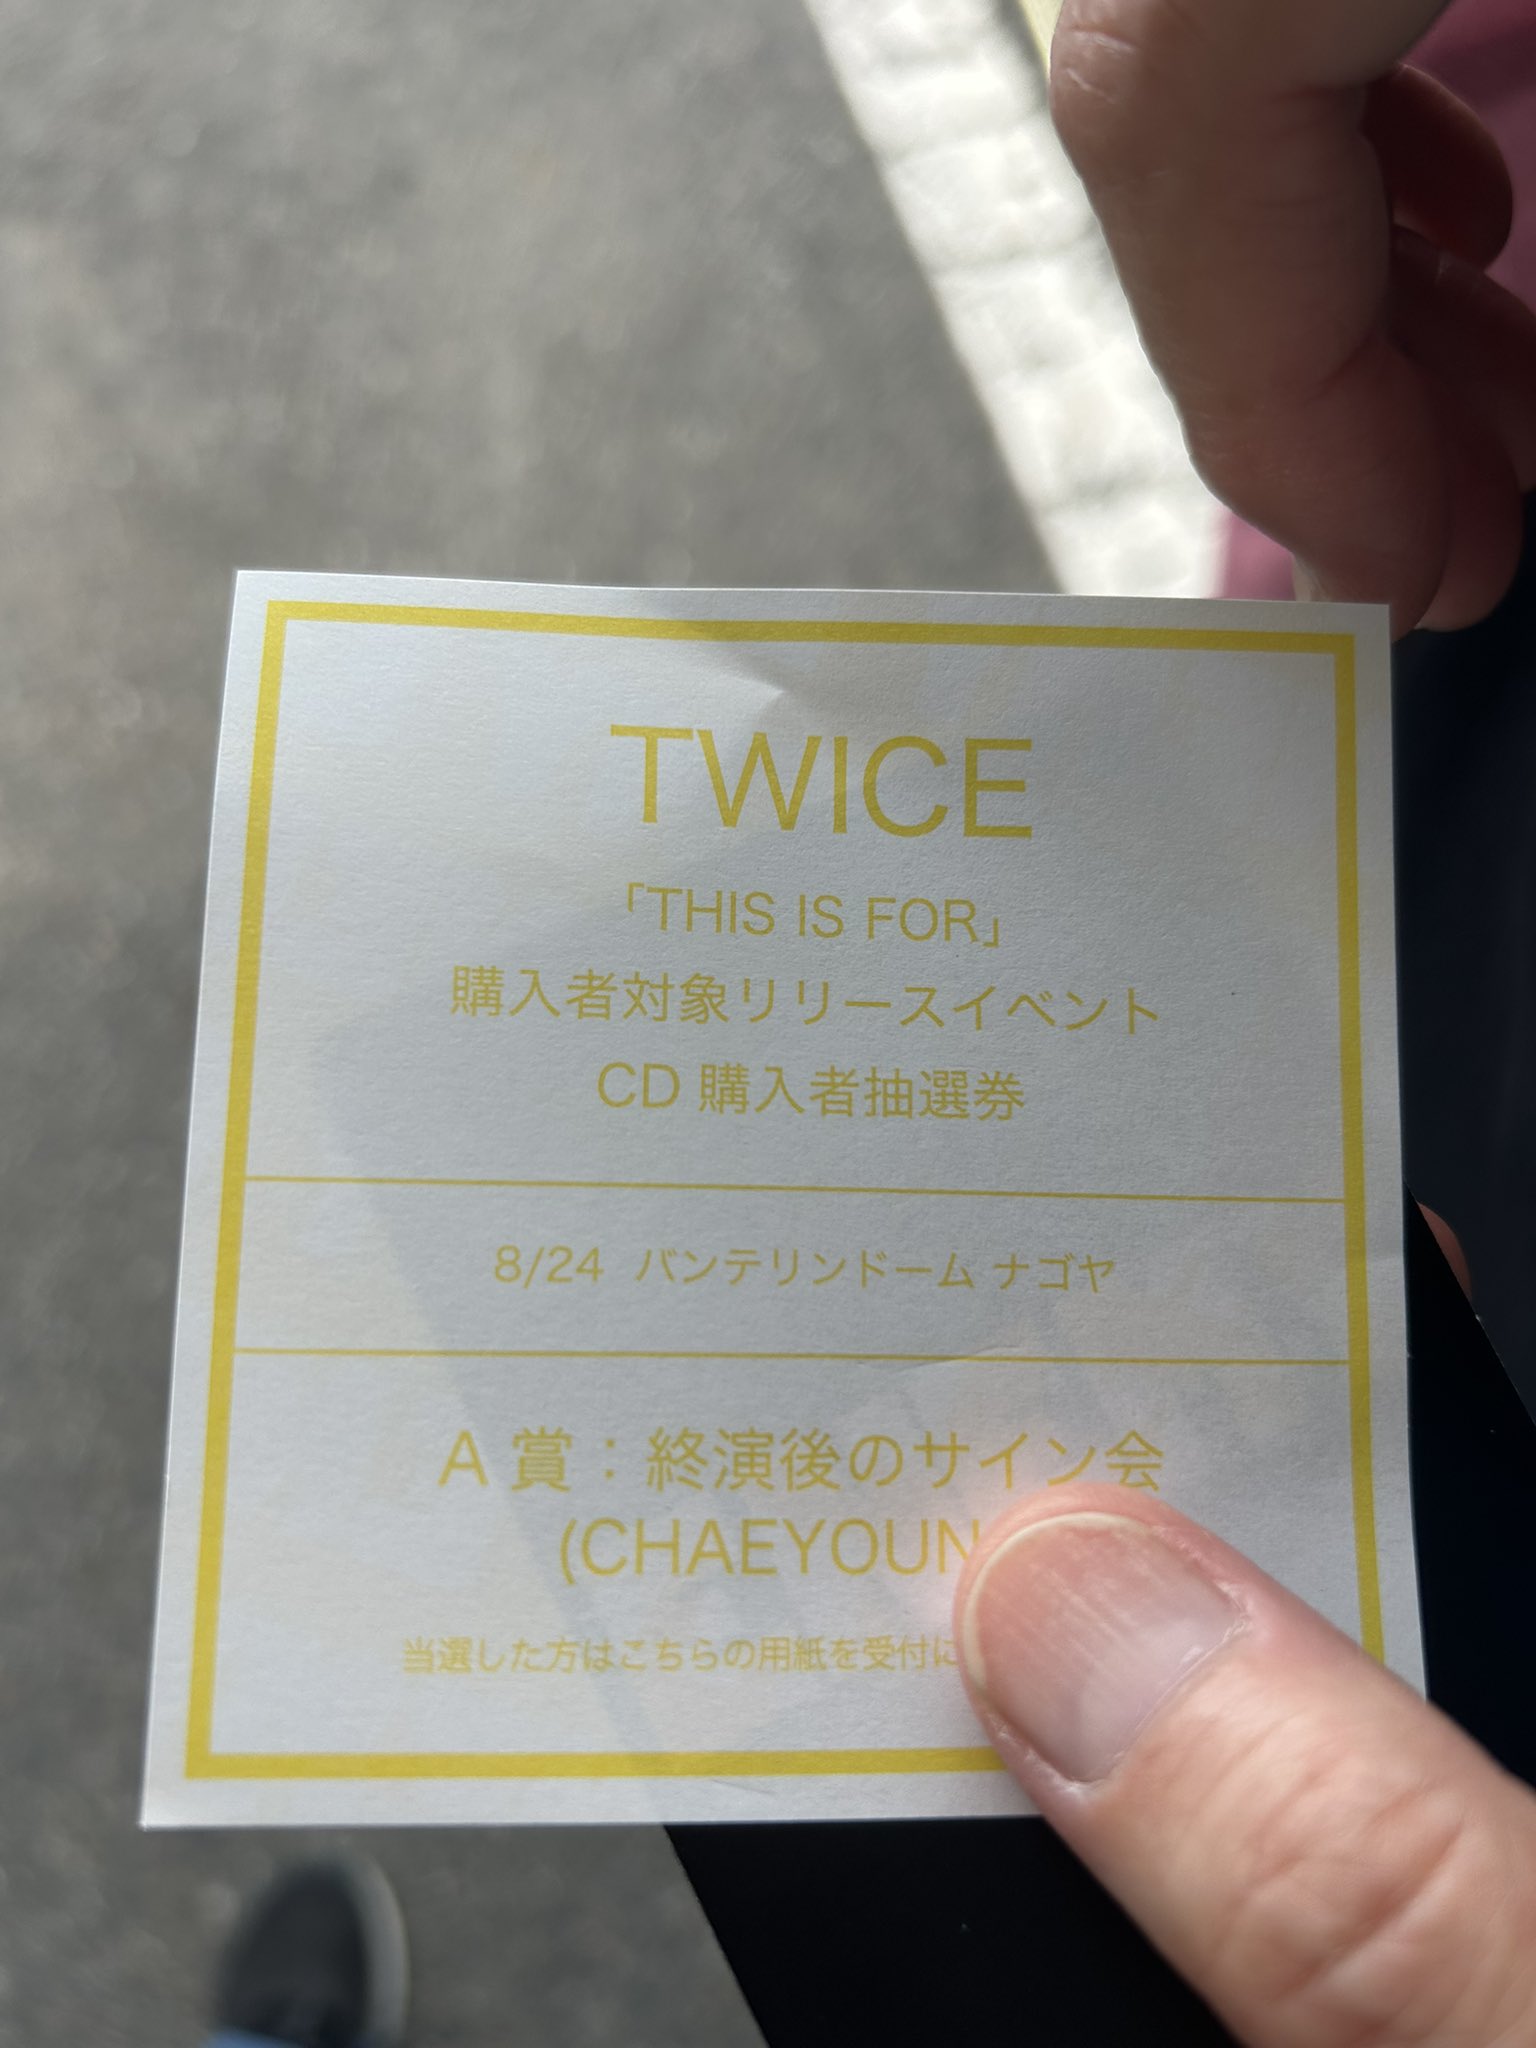 TWICE
「THIS IS FOR」
購入者対象リリースイベント
CD 購入者抽選券
8/24 バンテリンドーム ナゴヤ
A 賞：終演後のサイン会
(CHAEYOUN
当選した方はこちらの用紙を受付に